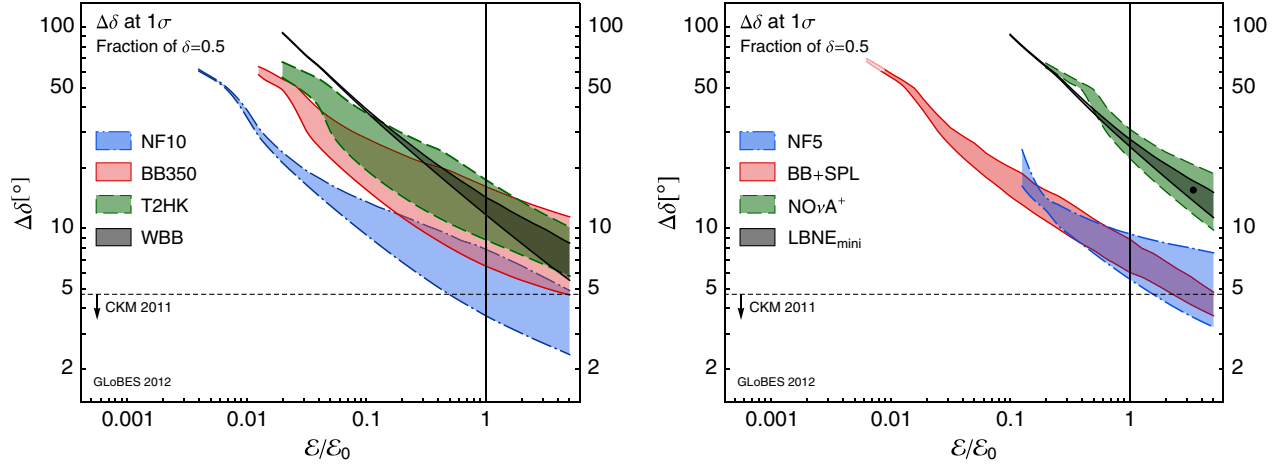 Δδ at 1σ
Fraction of δ=0.5
100
50
20
10
5
2
Δδ[°]
NF10
BB350
T2HK
WBB
CKM 2011
GLoBES 2012
100
50
20
10
5
2
0.001
0.01
0.1
1
ℰ/ℰ₀
Δδ at 1σ
Fraction of δ=0.5
100
50
20
10
5
2
Δδ[°]
NF5
BB+SPL
NOνA⁺
LBNEmini
CKM 2011
GLoBES 2012
100
50
20
10
5
2
0.001
0.01
0.1
1
ℰ/ℰ₀